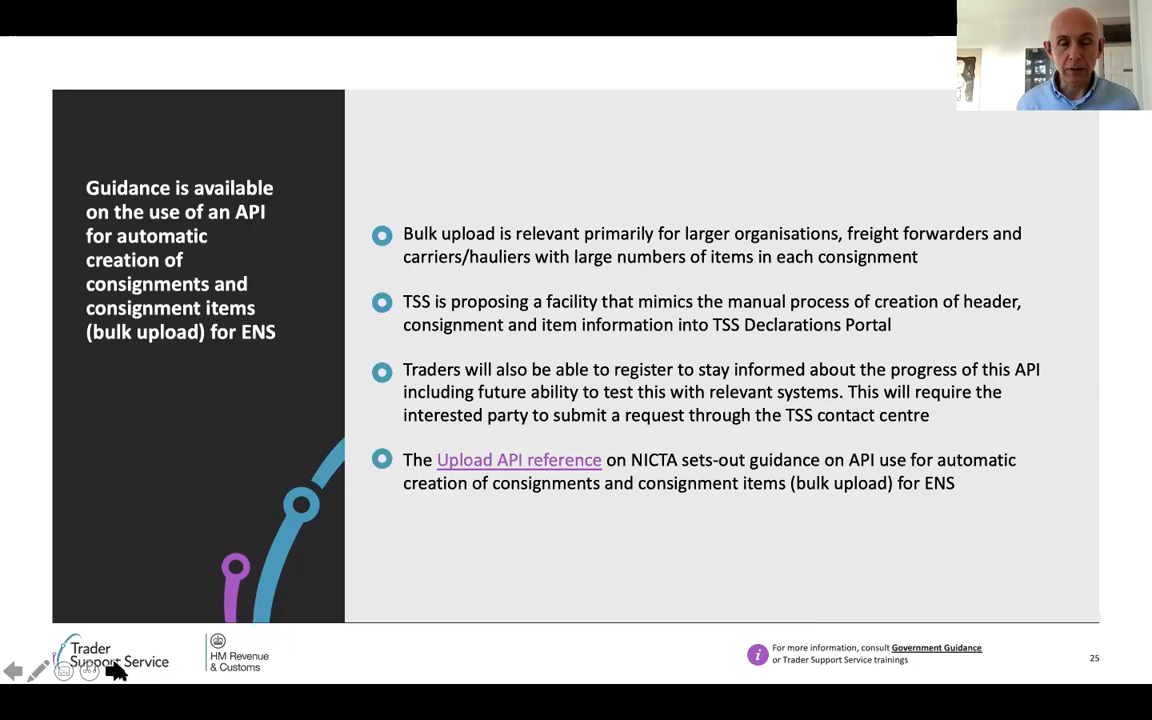 Guidance is available
on the use of an API
for automatic
creation of
consignments and
consignment items
(bulk upload) for ENS
Bulk upload is relevant primarily for larger organisations, freight forwarders and
carriers/hauliers with large numbers of items in each consignment
TSS is proposing a facility that mimics the manual process of creation of header,
consignment and item information into TSS Declarations Portal
Traders will also be able to register to stay informed about the progress of this API
including future ability to test this with relevant systems. This will require the
interested party to submit a request through the TSS contact centre
The Upload API reference on NICTA sets-out guidance on API use for automatic
creation of consignments and consignment items (bulk upload) for ENS
Trader
Support Service
HM Revenue
& Customs
i
For more information, consult Government Guidance
or Trader Support Service trainings
25